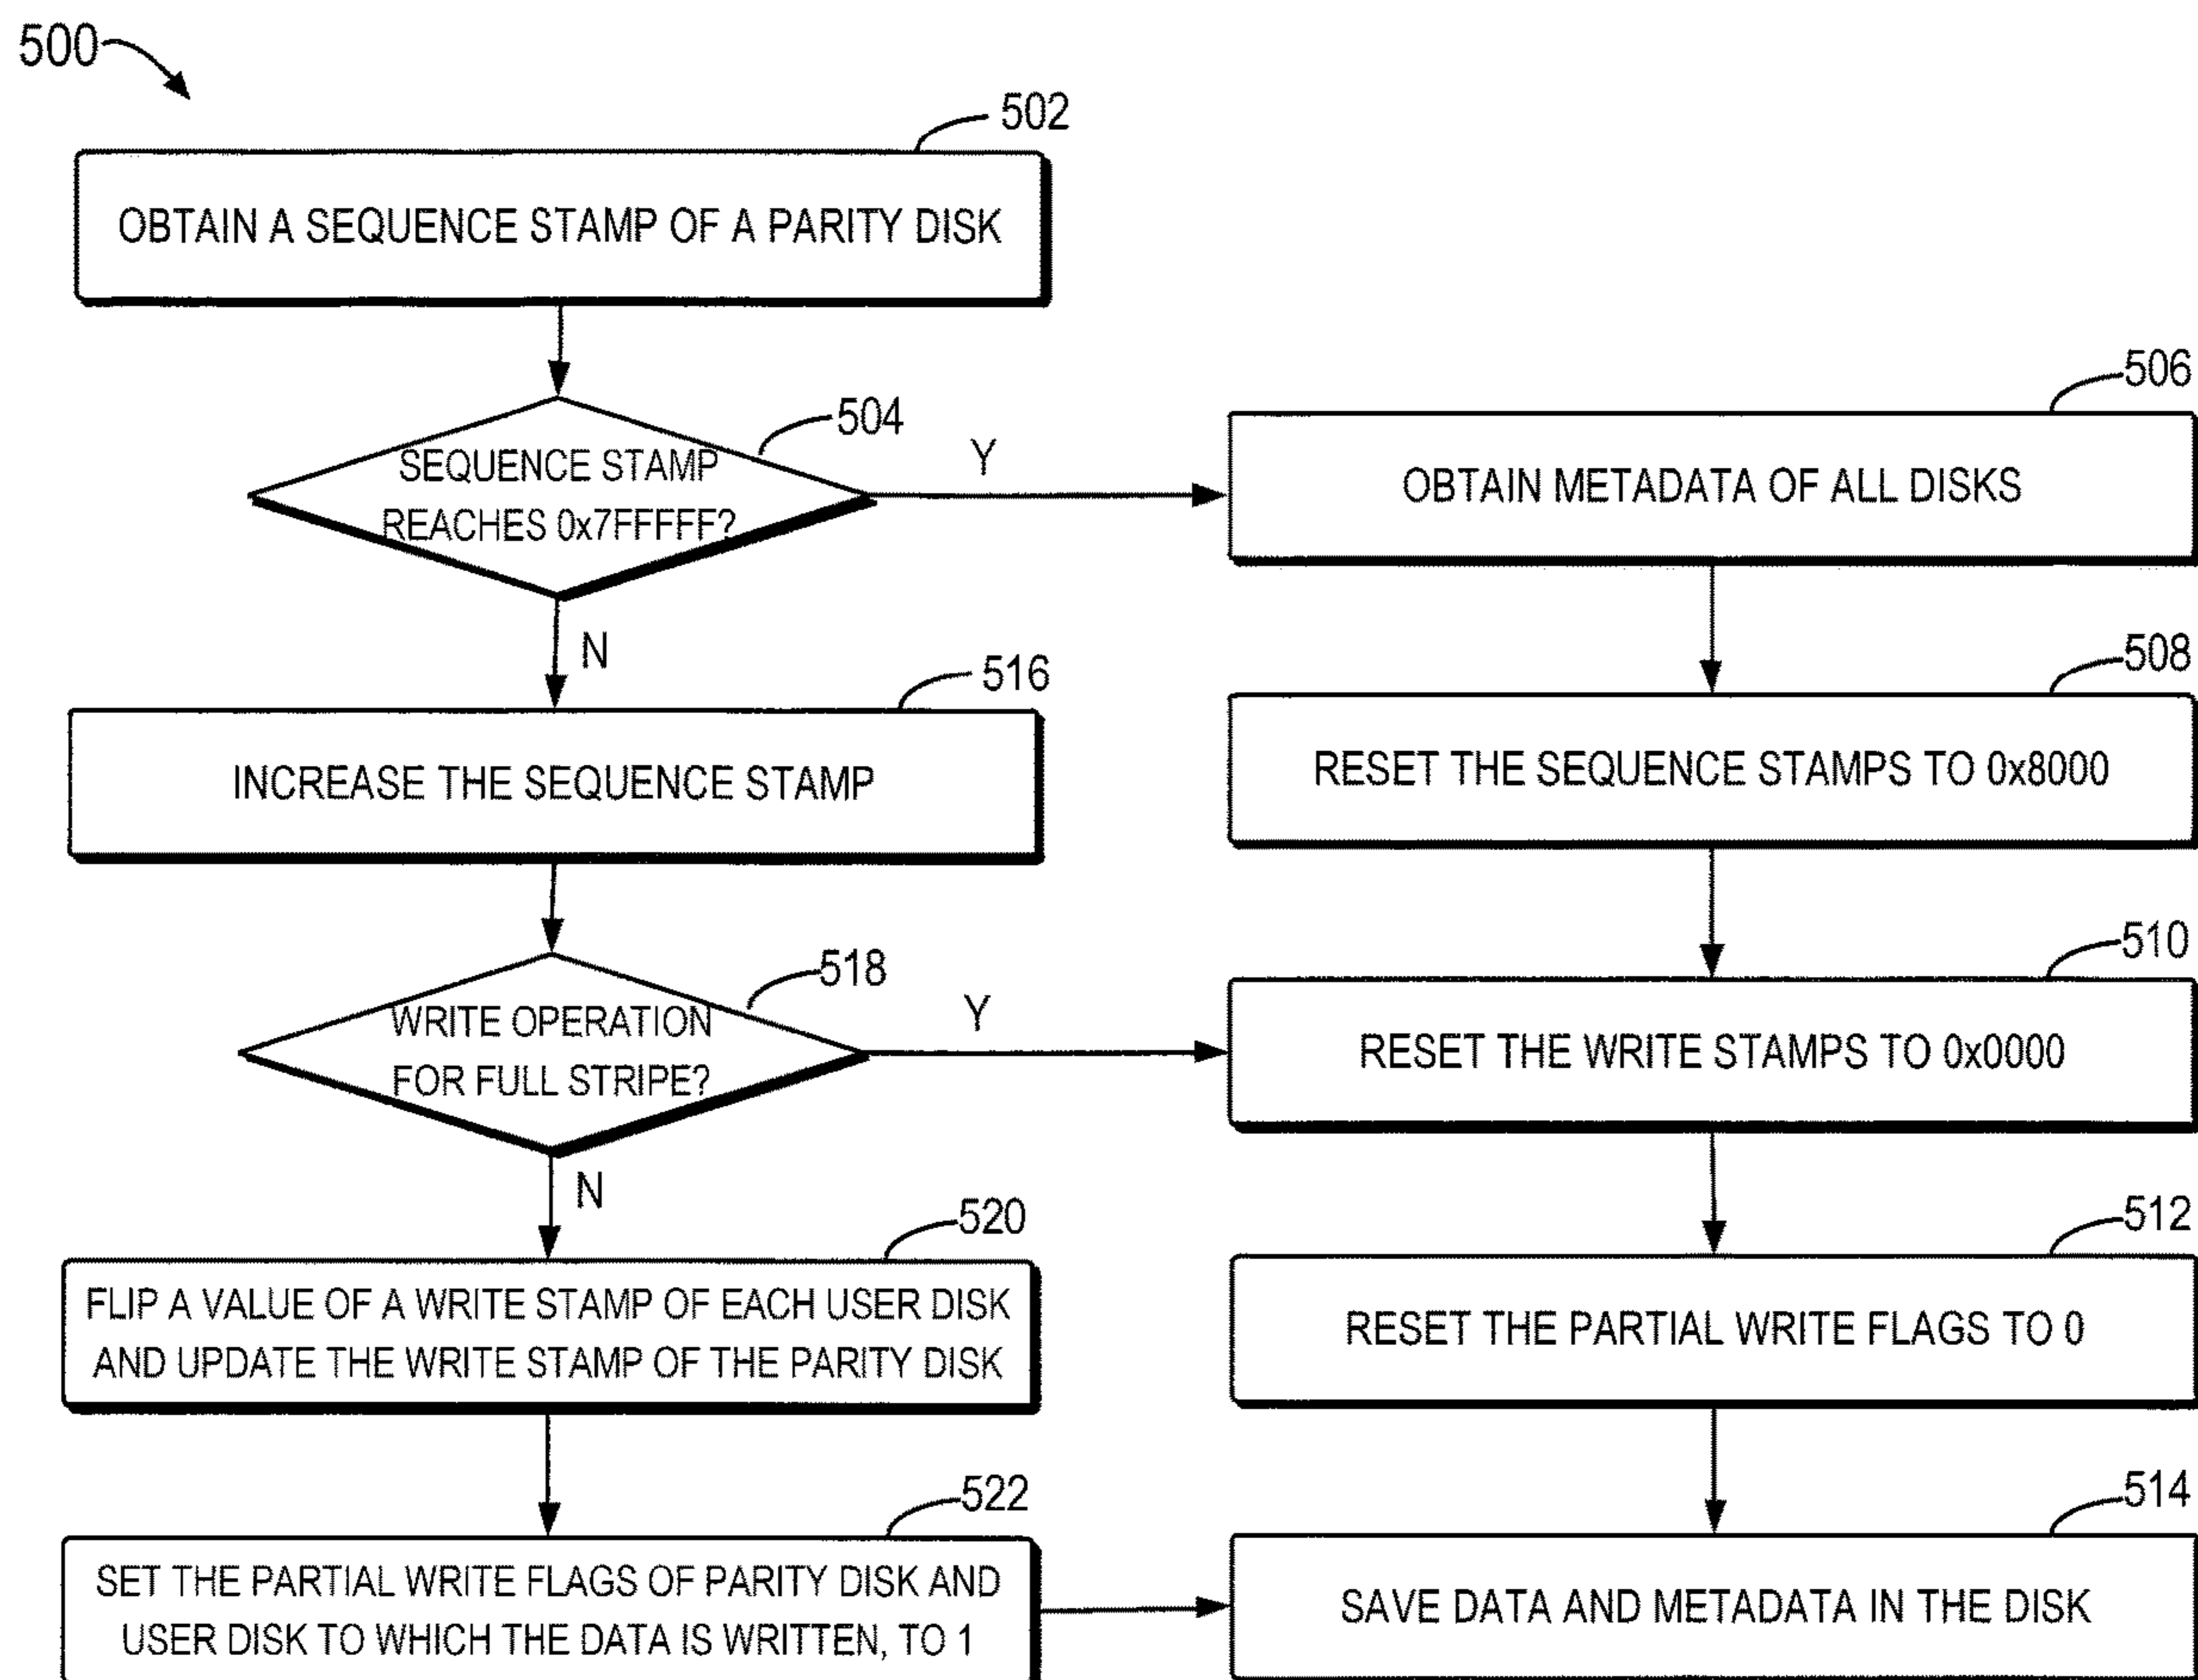 500
502
OBTAIN A SEQUENCE STAMP OF A PARITY DISK
504
SEQUENCE STAMP
REACHES 0x7FFFFF?
Y
506
OBTAIN METADATA OF ALL DISKS
N
508
RESET THE SEQUENCE STAMPS TO 0x8000
516
INCREASE THE SEQUENCE STAMP
518
WRITE OPERATION
FOR FULL STRIPE?
Y
510
RESET THE WRITE STAMPS TO 0x0000
N
512
RESET THE PARTIAL WRITE FLAGS TO 0
520
FLIP A VALUE OF A WRITE STAMP OF EACH USER DISK
AND UPDATE THE WRITE STAMP OF THE PARITY DISK
522
SET THE PARTIAL WRITE FLAGS OF PARITY DISK AND
USER DISK TO WHICH THE DATA IS WRITTEN, TO 1
514
SAVE DATA AND METADATA IN THE DISK